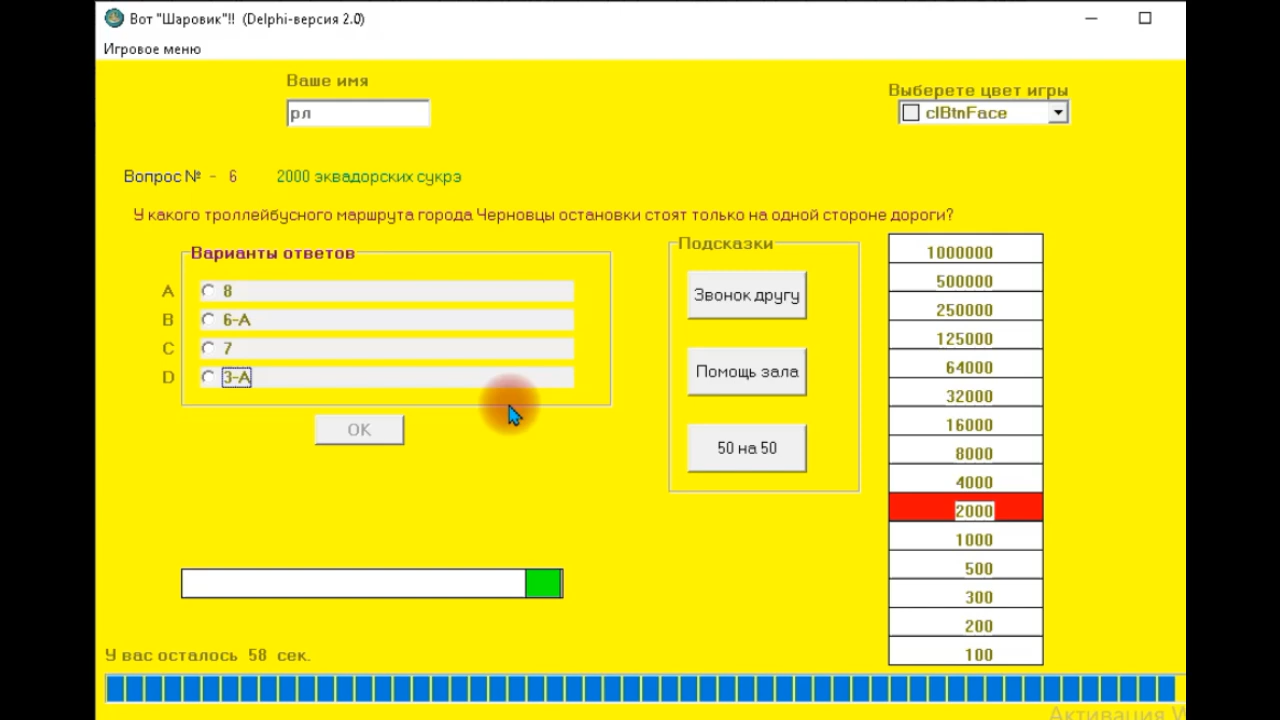 Вот "Шаровик"!! (Delphi-версия 2.0)
Игровое меню
Ваше имя
рл
Выберете цвет игры
clBtnFace
Вопрос № - 6 2000 эквадорских сукрэ
У какого троллейбусного маршрута города Черновцы остановки стоят только на одной стороне дороги?
Варианты ответов
A 8
B 6-А
C 7
D 3-А
OK
Подсказки
Звонок другу
Помощь зала
50 на 50
1000000
500000
250000
125000
64000
32000
16000
8000
4000
2000
1000
500
300
200
100
У вас осталось 58 сек.
Активация W